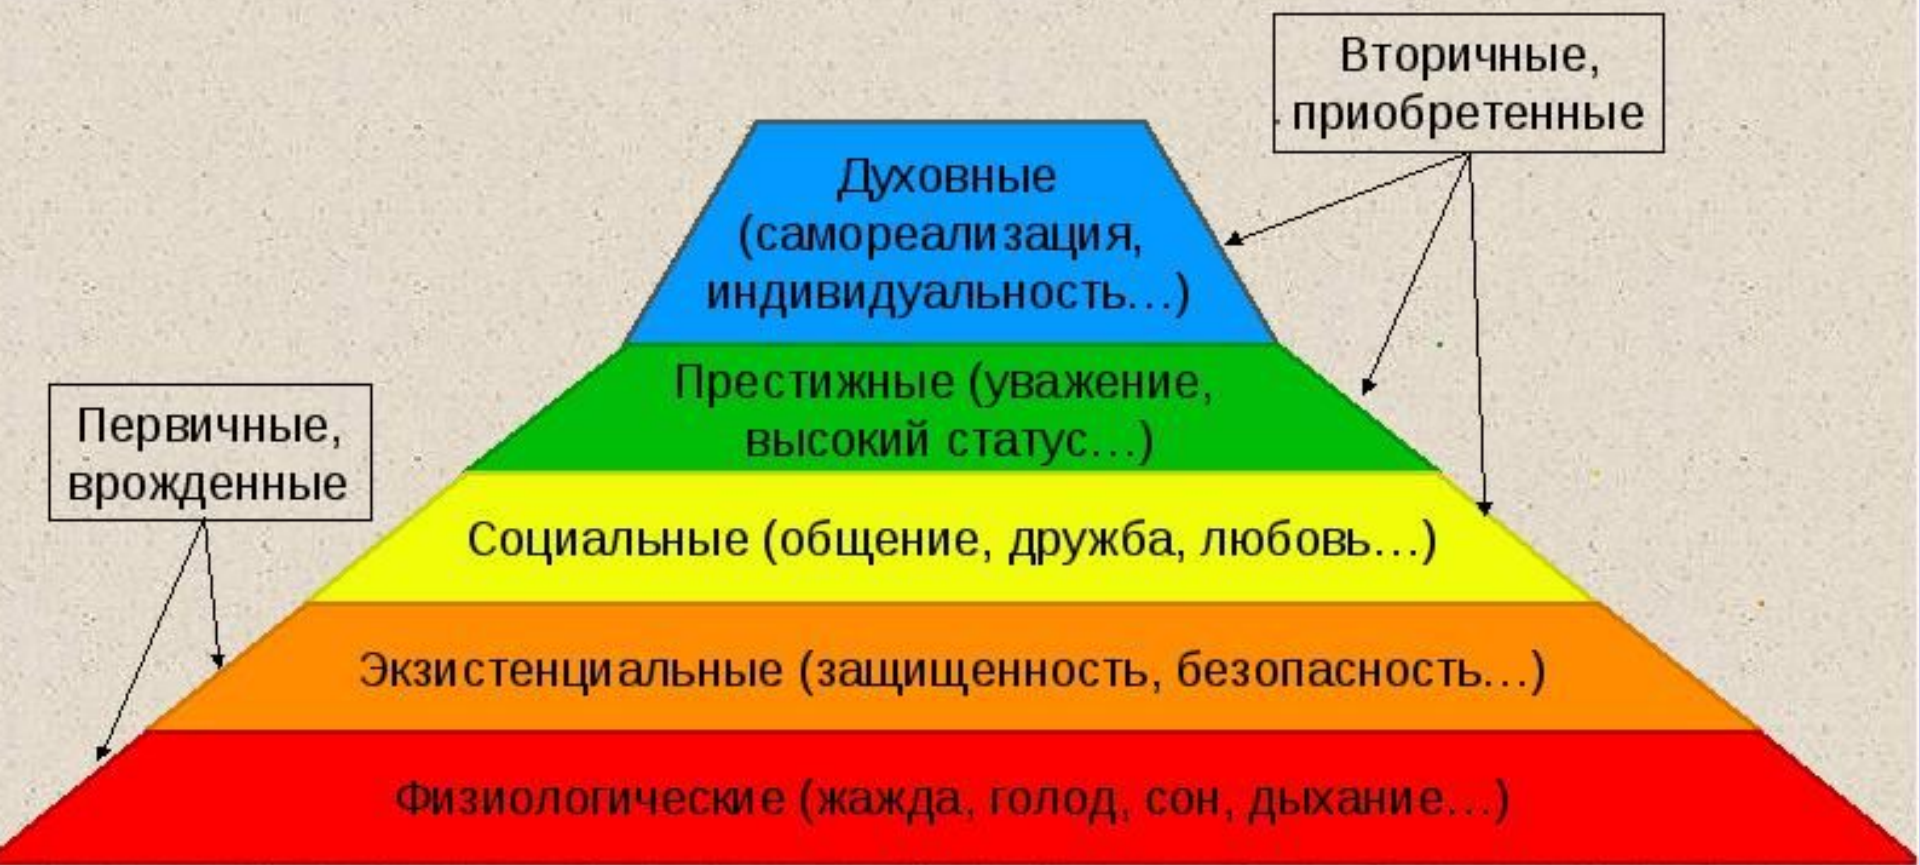 Вторичные,
приобретенные
Духовные
(самореализация,
индивидуальность...)
Престижные (уважение,
высокий статус...)
Первичные,
врожденные
Социальные (общение, дружба, любовь...)
Экзистенциальные (защищенность, безопасность...)
Физиологические (жажда, голод, сон, дыхание...)